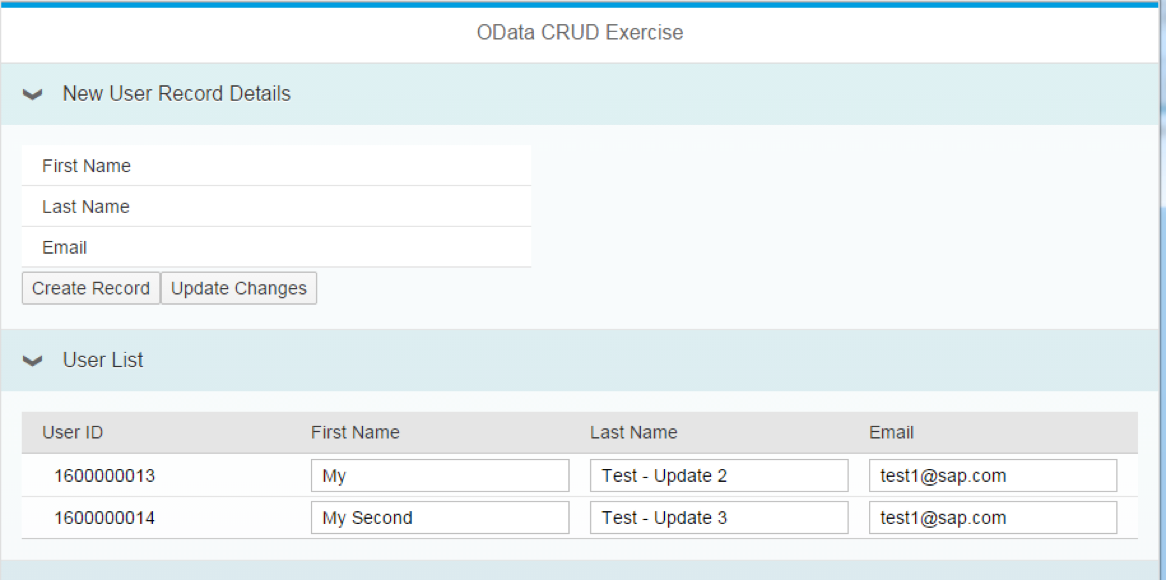 OData CRUD Exercise
New User Record Details
First Name
Last Name
Email
Create Record Update Changes
User List
User ID First Name Last Name Email
1600000013 My Test - Update 2 test1@sap.com
1600000014 My Second Test - Update 3 test1@sap.com